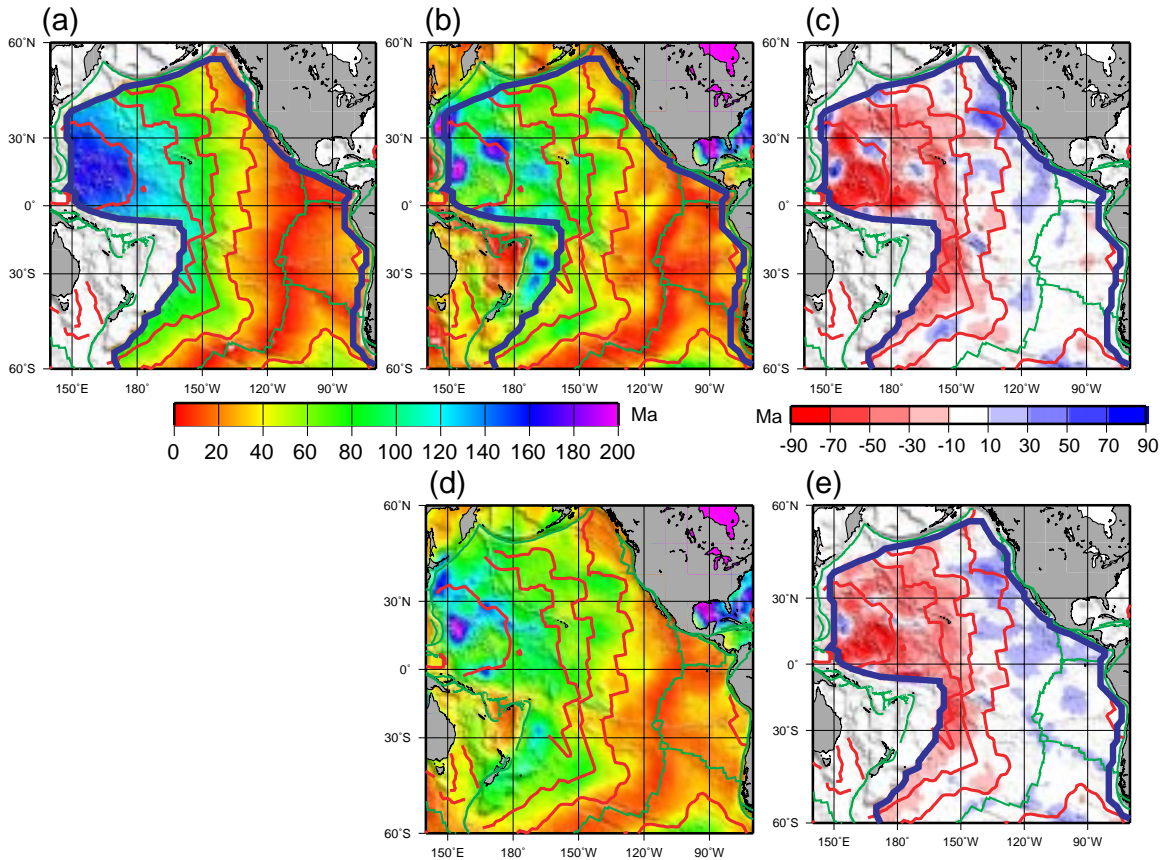 (a) (b) (c)
60˚N 60˚N 60˚N
30˚N 30˚N 30˚N
0˚ 0˚ 0˚
30˚S 30˚S 30˚S
60˚S 60˚S 60˚S
150˚E 180˚ 150˚W 120˚W 90˚W 150˚E 180˚ 150˚W 120˚W 90˚W 150˚E 180˚ 150˚W 120˚W 90˚W
Ma Ma
0 20 40 60 80 100 120 140 160 180 200 -90 -70 -50 -30 -10 10 30 50 70 90
(d) (e)
60˚N 60˚N
30˚N 30˚N
0˚ 0˚
30˚S 30˚S
60˚S 60˚S
150˚E 180˚ 150˚W 120˚W 90˚W 150˚E 180˚ 150˚W 120˚W 90˚W